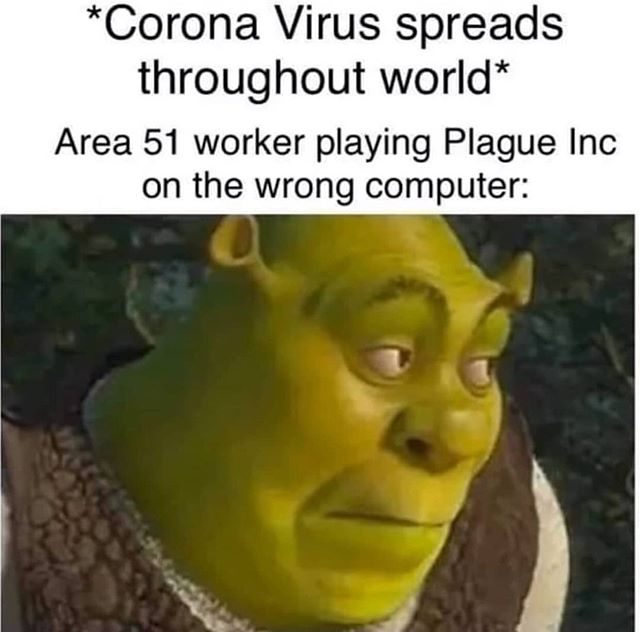 *Corona Virus spreads
throughout world*
Area 51 worker playing Plague Inc
on the wrong computer: